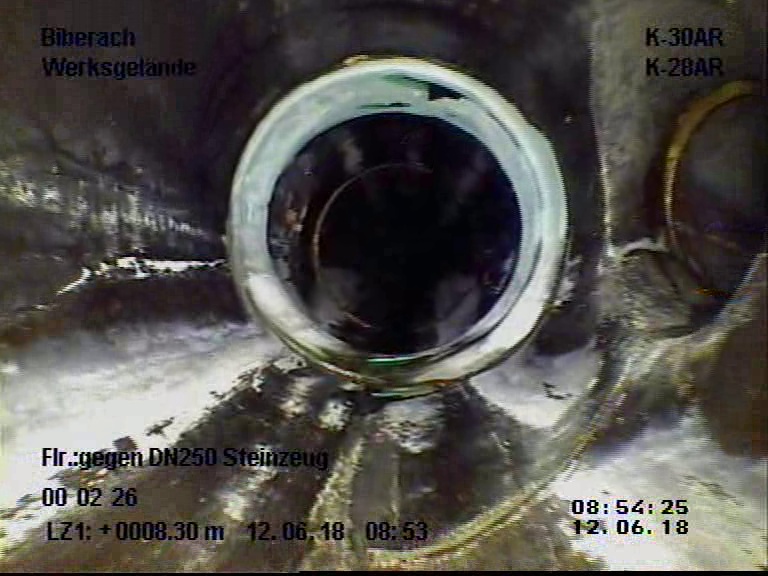 Biberach
Werksgelände
K-30AR
K-28AR
Flr.:gegen DN250 Steinzeug
00 02 26
LZ1: +0008.30 m 12.06.18 08:53
08:54:25
12.06.18